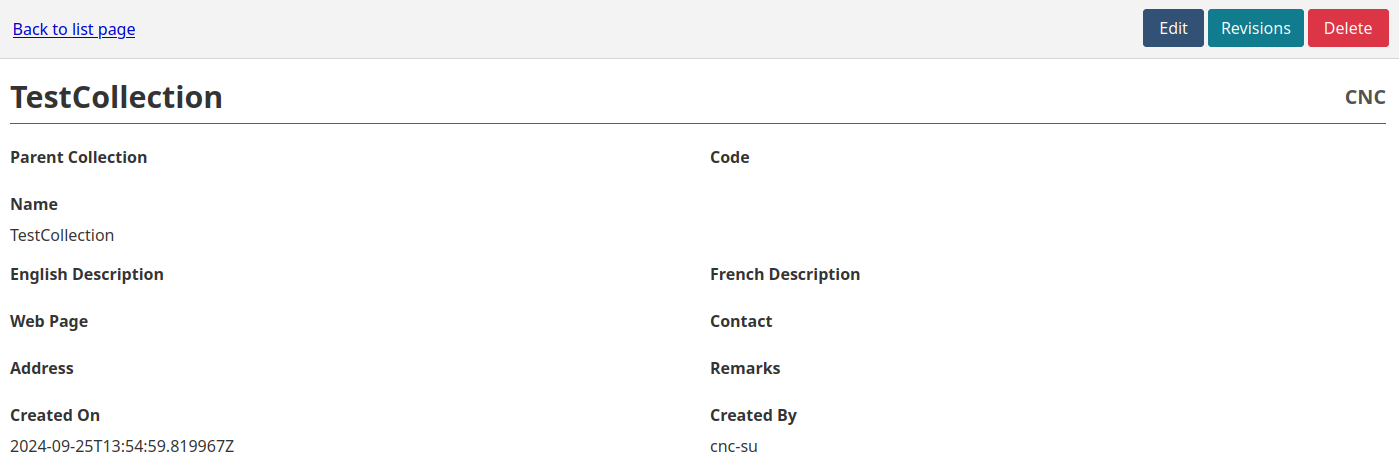 Back to list page Edit Revisions Delete
TestCollection CNC
Parent Collection Code
Name
TestCollection
English Description French Description
Web Page Contact
Address Remarks
Created On Created By
2024-09-25T13:54:59.819967Z cnc-su